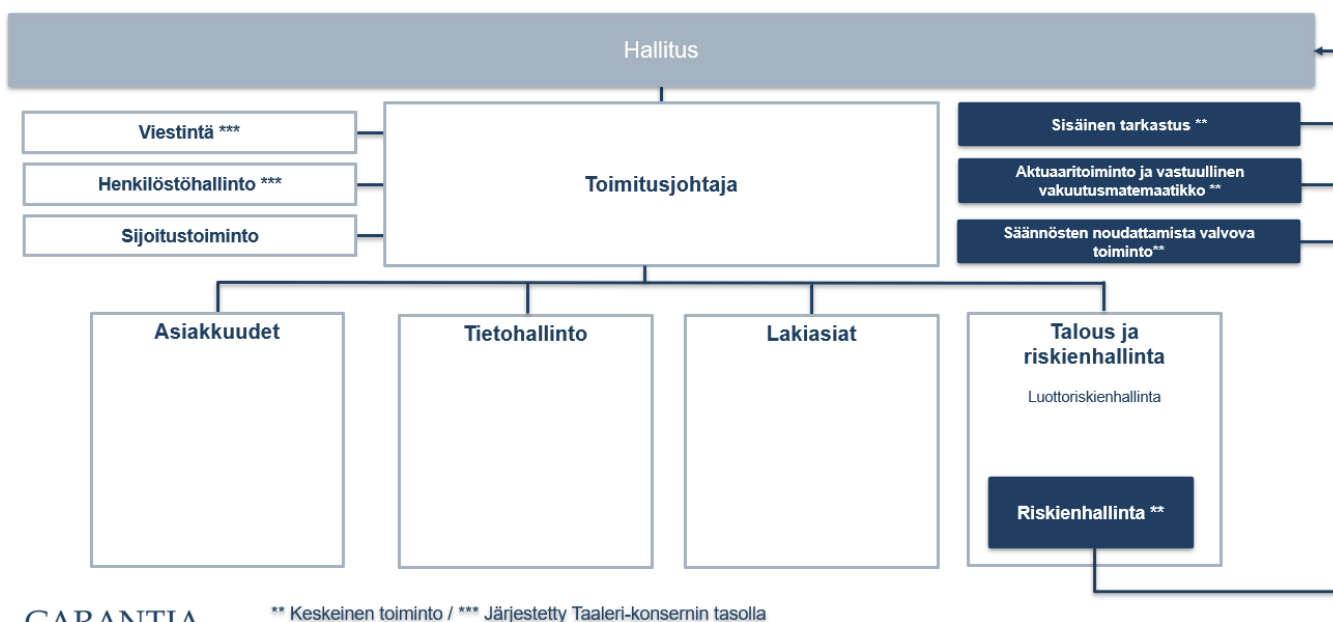 Hallitus
Viestintä ***
Henkilöstöhallinto ***
Sijoitustoiminto
Toimitusjohtaja
Sisäinen tarkastus **
Aktuaaritoiminto ja vastuullinen
vakuutusmatemaatikko **
Säännösten noudattamista valvova
toiminto**
Asiakkuudet
Tietohallinto
Lakiasiat
Talous ja
riskienhallinta
Luottoriskienhallinta
Riskienhallinta **
GARANTIA
** Keskeinen toiminto / *** Järjestetty Taaleri-konsernin tasolla